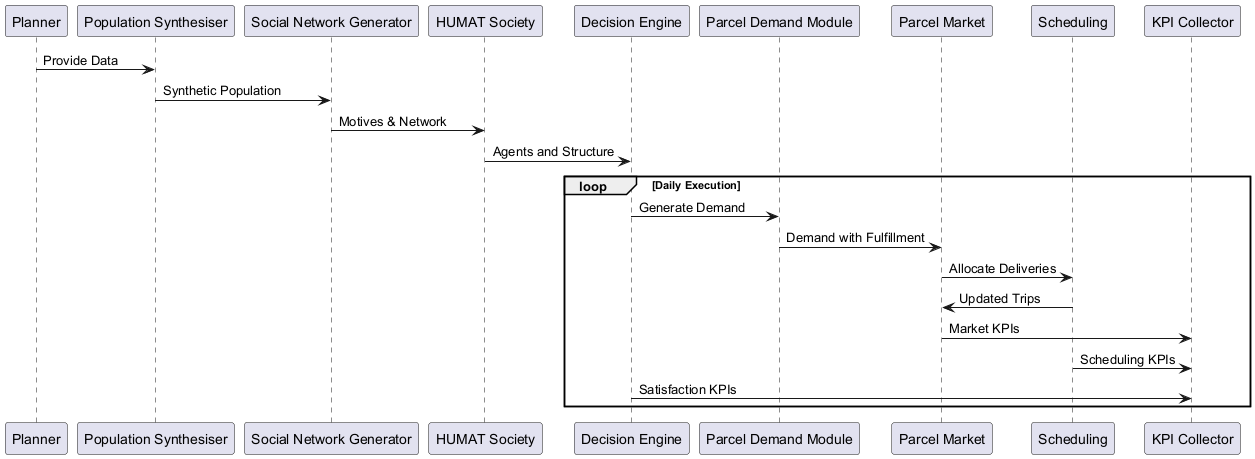 Planner Population Synthesiser Social Network Generator HUMAT Society Decision Engine Parcel Demand Module Parcel Market Scheduling KPI Collector
Provide Data
Synthetic Population
Motives & Network
Agents and Structure
loop [Daily Execution]
Generate Demand
Demand with Fulfillment
Allocate Deliveries
Updated Trips
Market KPIs
Scheduling KPIs
Satisfaction KPIs
Planner Population Synthesiser Social Network Generator HUMAT Society Decision Engine Parcel Demand Module Parcel Market Scheduling KPI Collector